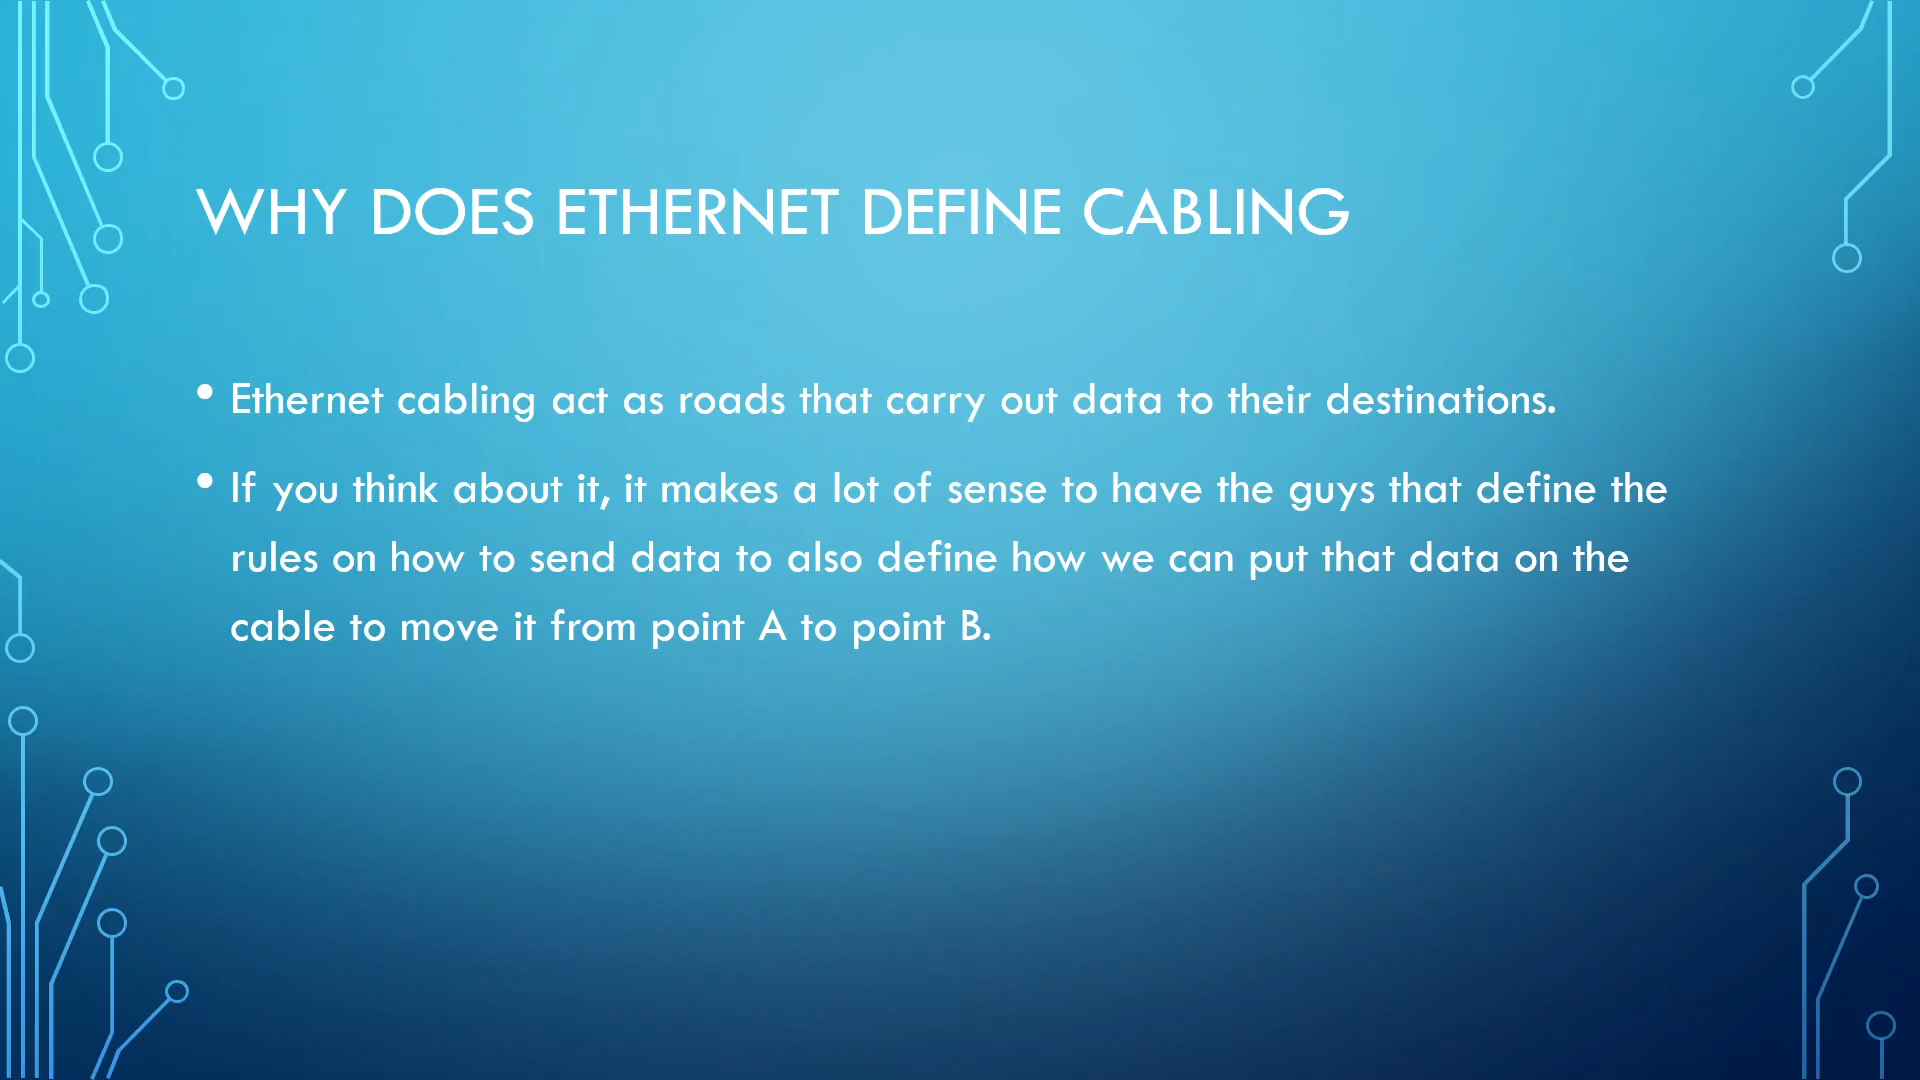 WHY DOES ETHERNET DEFINE CABLING
• Ethernet cabling act as roads that carry out data to their destinations.
• If you think about it, it makes a lot of sense to have the guys that define the
rules on how to send data to also define how we can put that data on the
cable to move it from point A to point B.